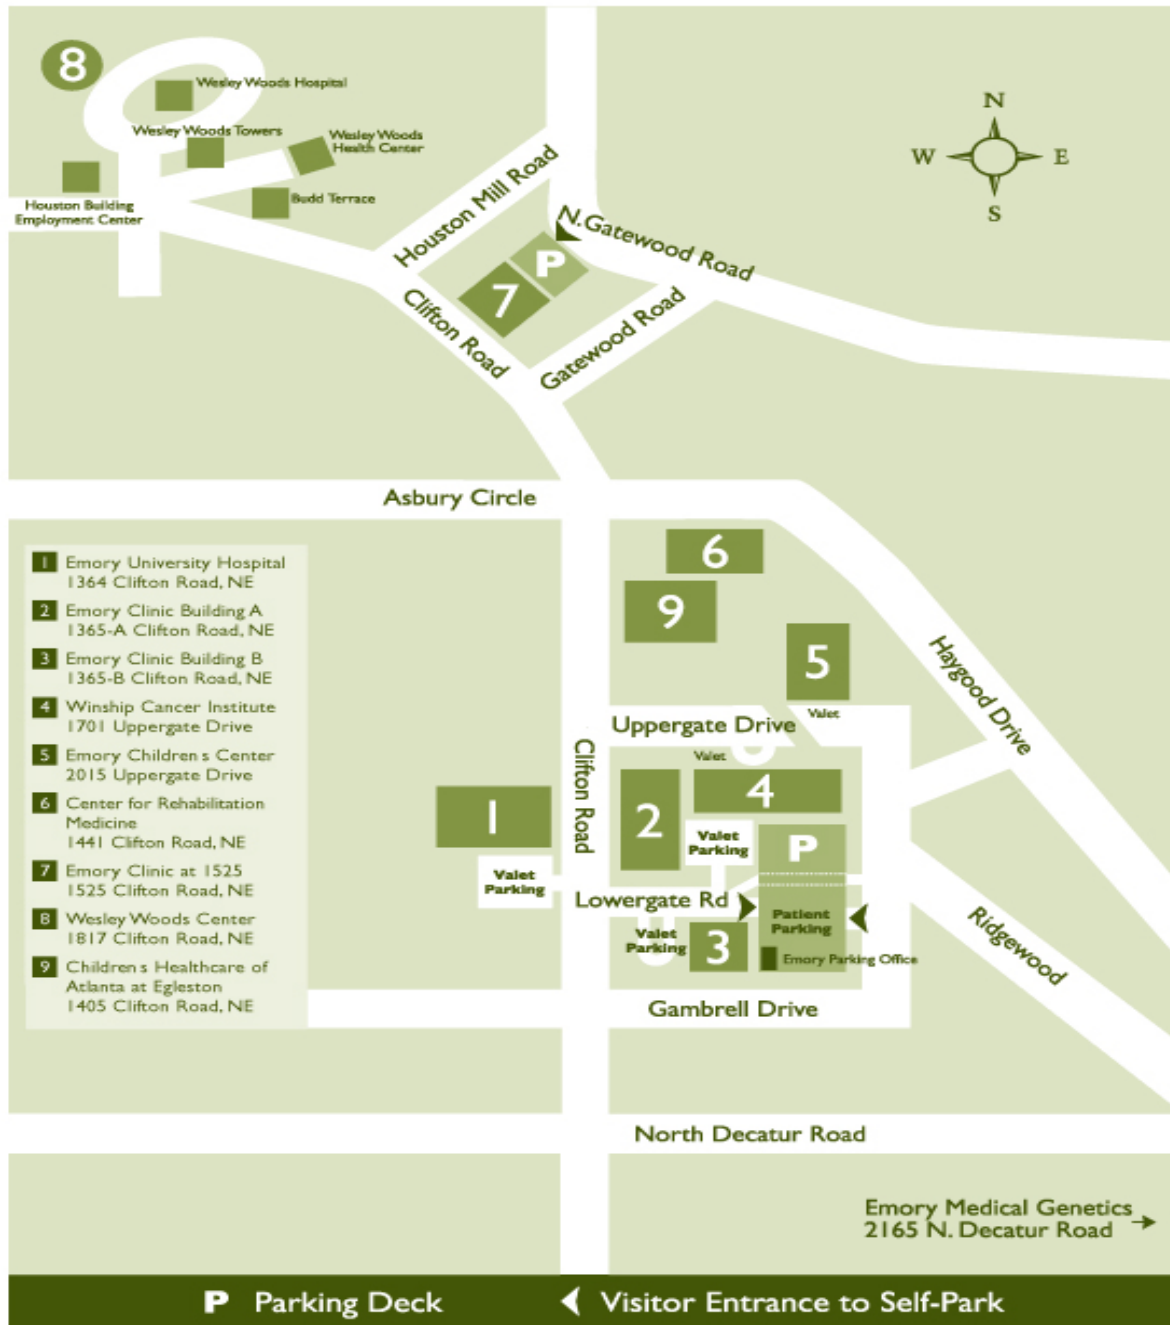 8
Wesley Woods Hospital
Wesley Woods Towers
Wesley Woods
Health Center
Houston Building
Employment Center
Budd Terrace
N
W
E
S
Houston Mill Road
N. Gatewood Road
P
7
Clifton Road
Gatewood Road
Asbury Circle
1 Emory University Hospital
1364 Clifton Road, NE
2 Emory Clinic Building A
1365-A Clifton Road, NE
3 Emory Clinic Building B
1365-B Clifton Road, NE
4 Winship Cancer Institute
1701 Uppergate Drive
5 Emory Children s Center
2015 Uppergate Drive
6 Center for Rehabilitation
Medicine
1441 Clifton Road, NE
7 Emory Clinic at 1525
1525 Clifton Road, NE
8 Wesley Woods Center
1817 Clifton Road, NE
9 Children s Healthcare of
Atlanta at Egleston
1405 Clifton Road, NE
6
9
5
Valet
Haygood Drive
Uppergate Drive
Valet
Clifton Road
1
2
4
Valet
Parking
P
Valet
Parking
Lowergate Rd
Patient
Parking
Valet
Parking
3
Emory Parking Office
Ridgewood
Gambrell Drive
North Decatur Road
Emory Medical Genetics
2165 N. Decatur Road
P Parking Deck
Visitor Entrance to Self-Park